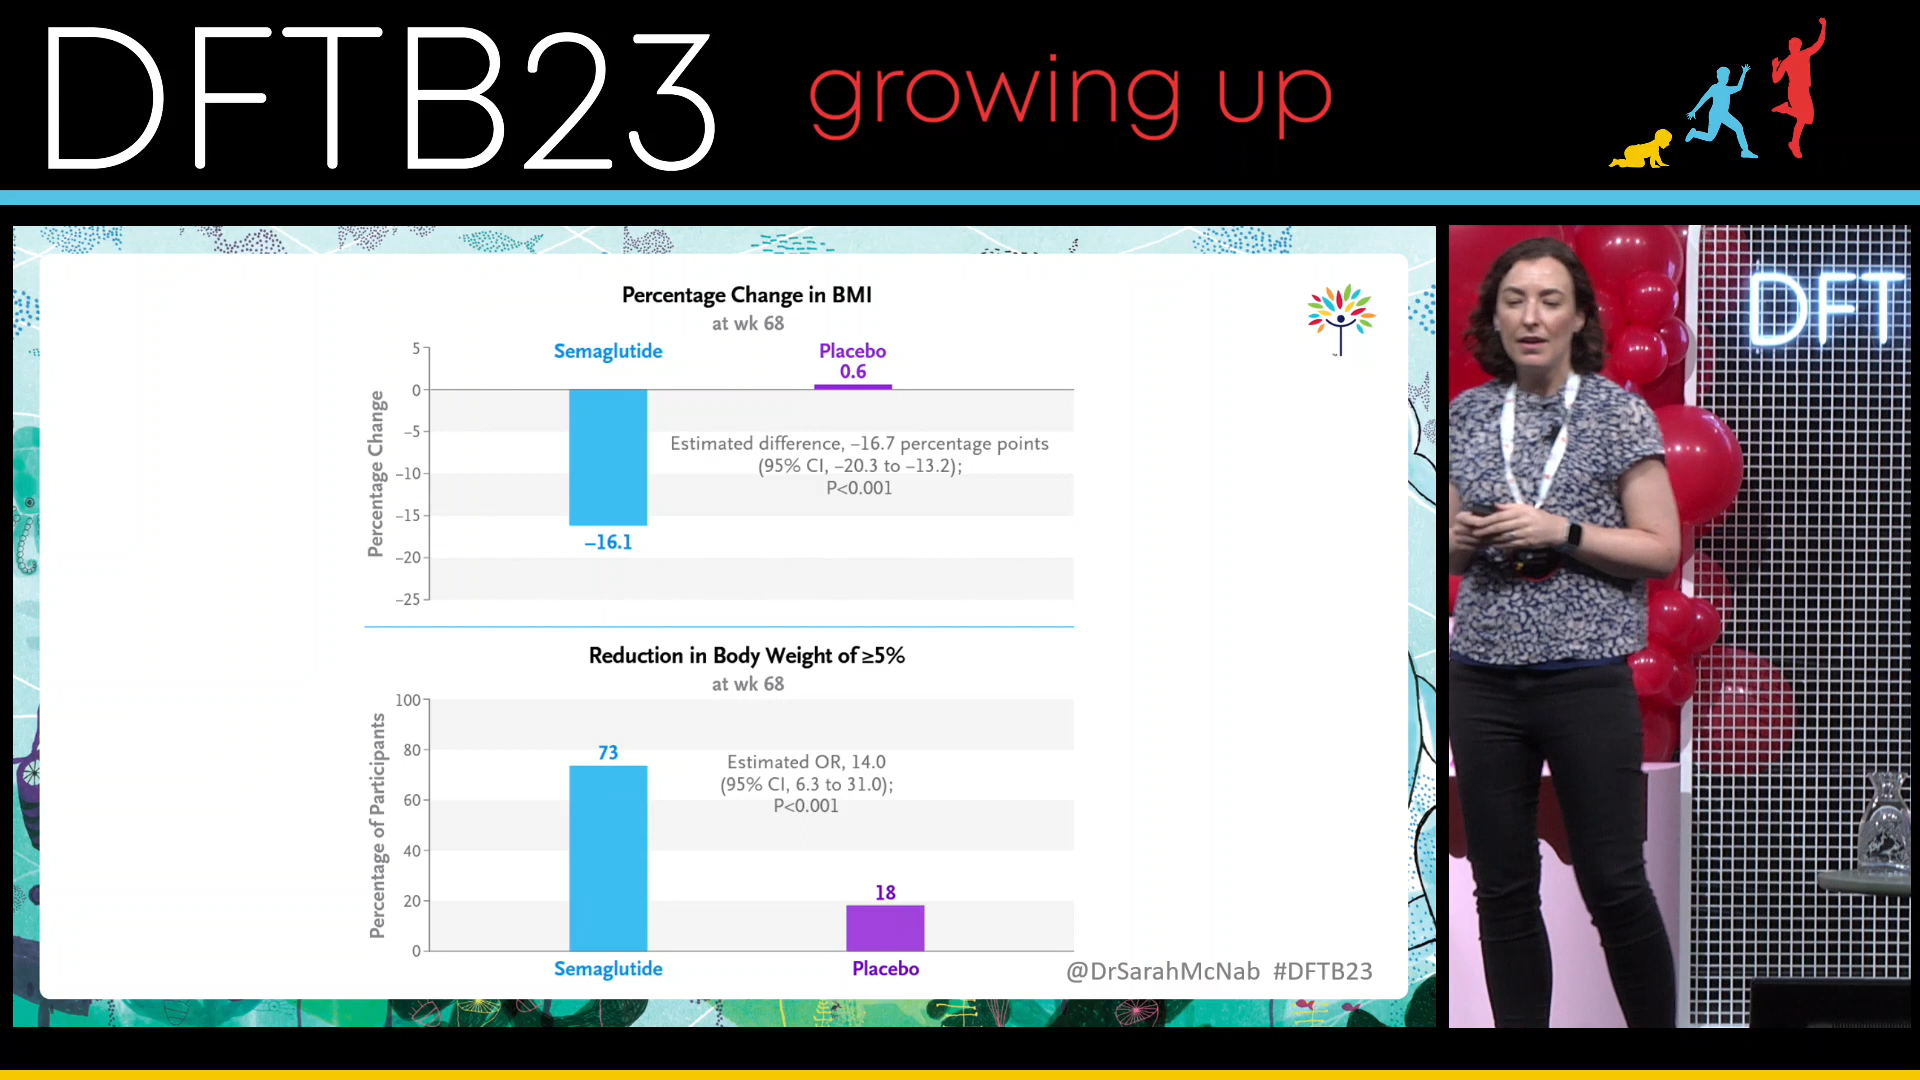 DFTB23
growing up
Percentage Change in BMI
at wk 68
Semaglutide
Placebo
0.6
5
0
–5
–10
–15
–20
–25
Percentage Change
Estimated difference, –16.7 percentage points
(95% CI, –20.3 to –13.2);
P<0.001
–16.1
Reduction in Body Weight of ≥5%
at wk 68
100
80
60
40
20
0
Percentage of Participants
73
Estimated OR, 14.0
(95% CI, 6.3 to 31.0);
P<0.001
18
Semaglutide
Placebo
@DrSarahMcNab #DFTB23
DFT